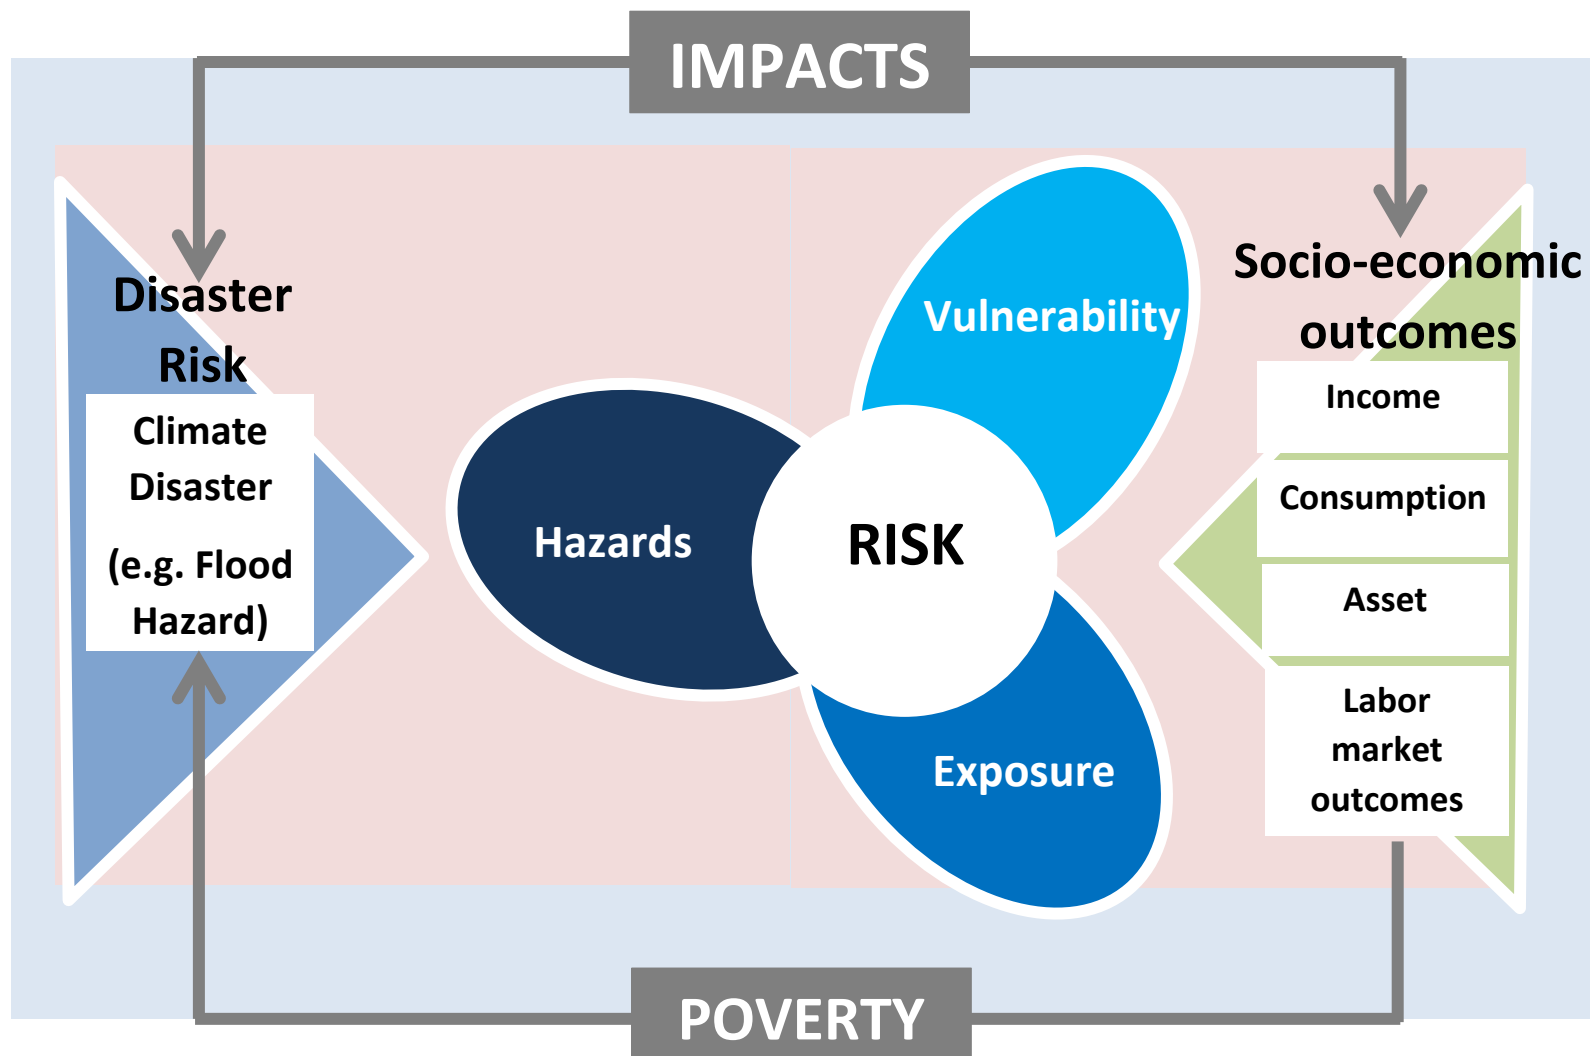 IMPACTS
Disaster
Risk
Climate
Disaster
(e.g. Flood
Hazard)
Hazards
Vulnerability
RISK
Exposure
Socio-economic
outcomes
Income
Consumption
Asset
Labor
market
outcomes
POVERTY